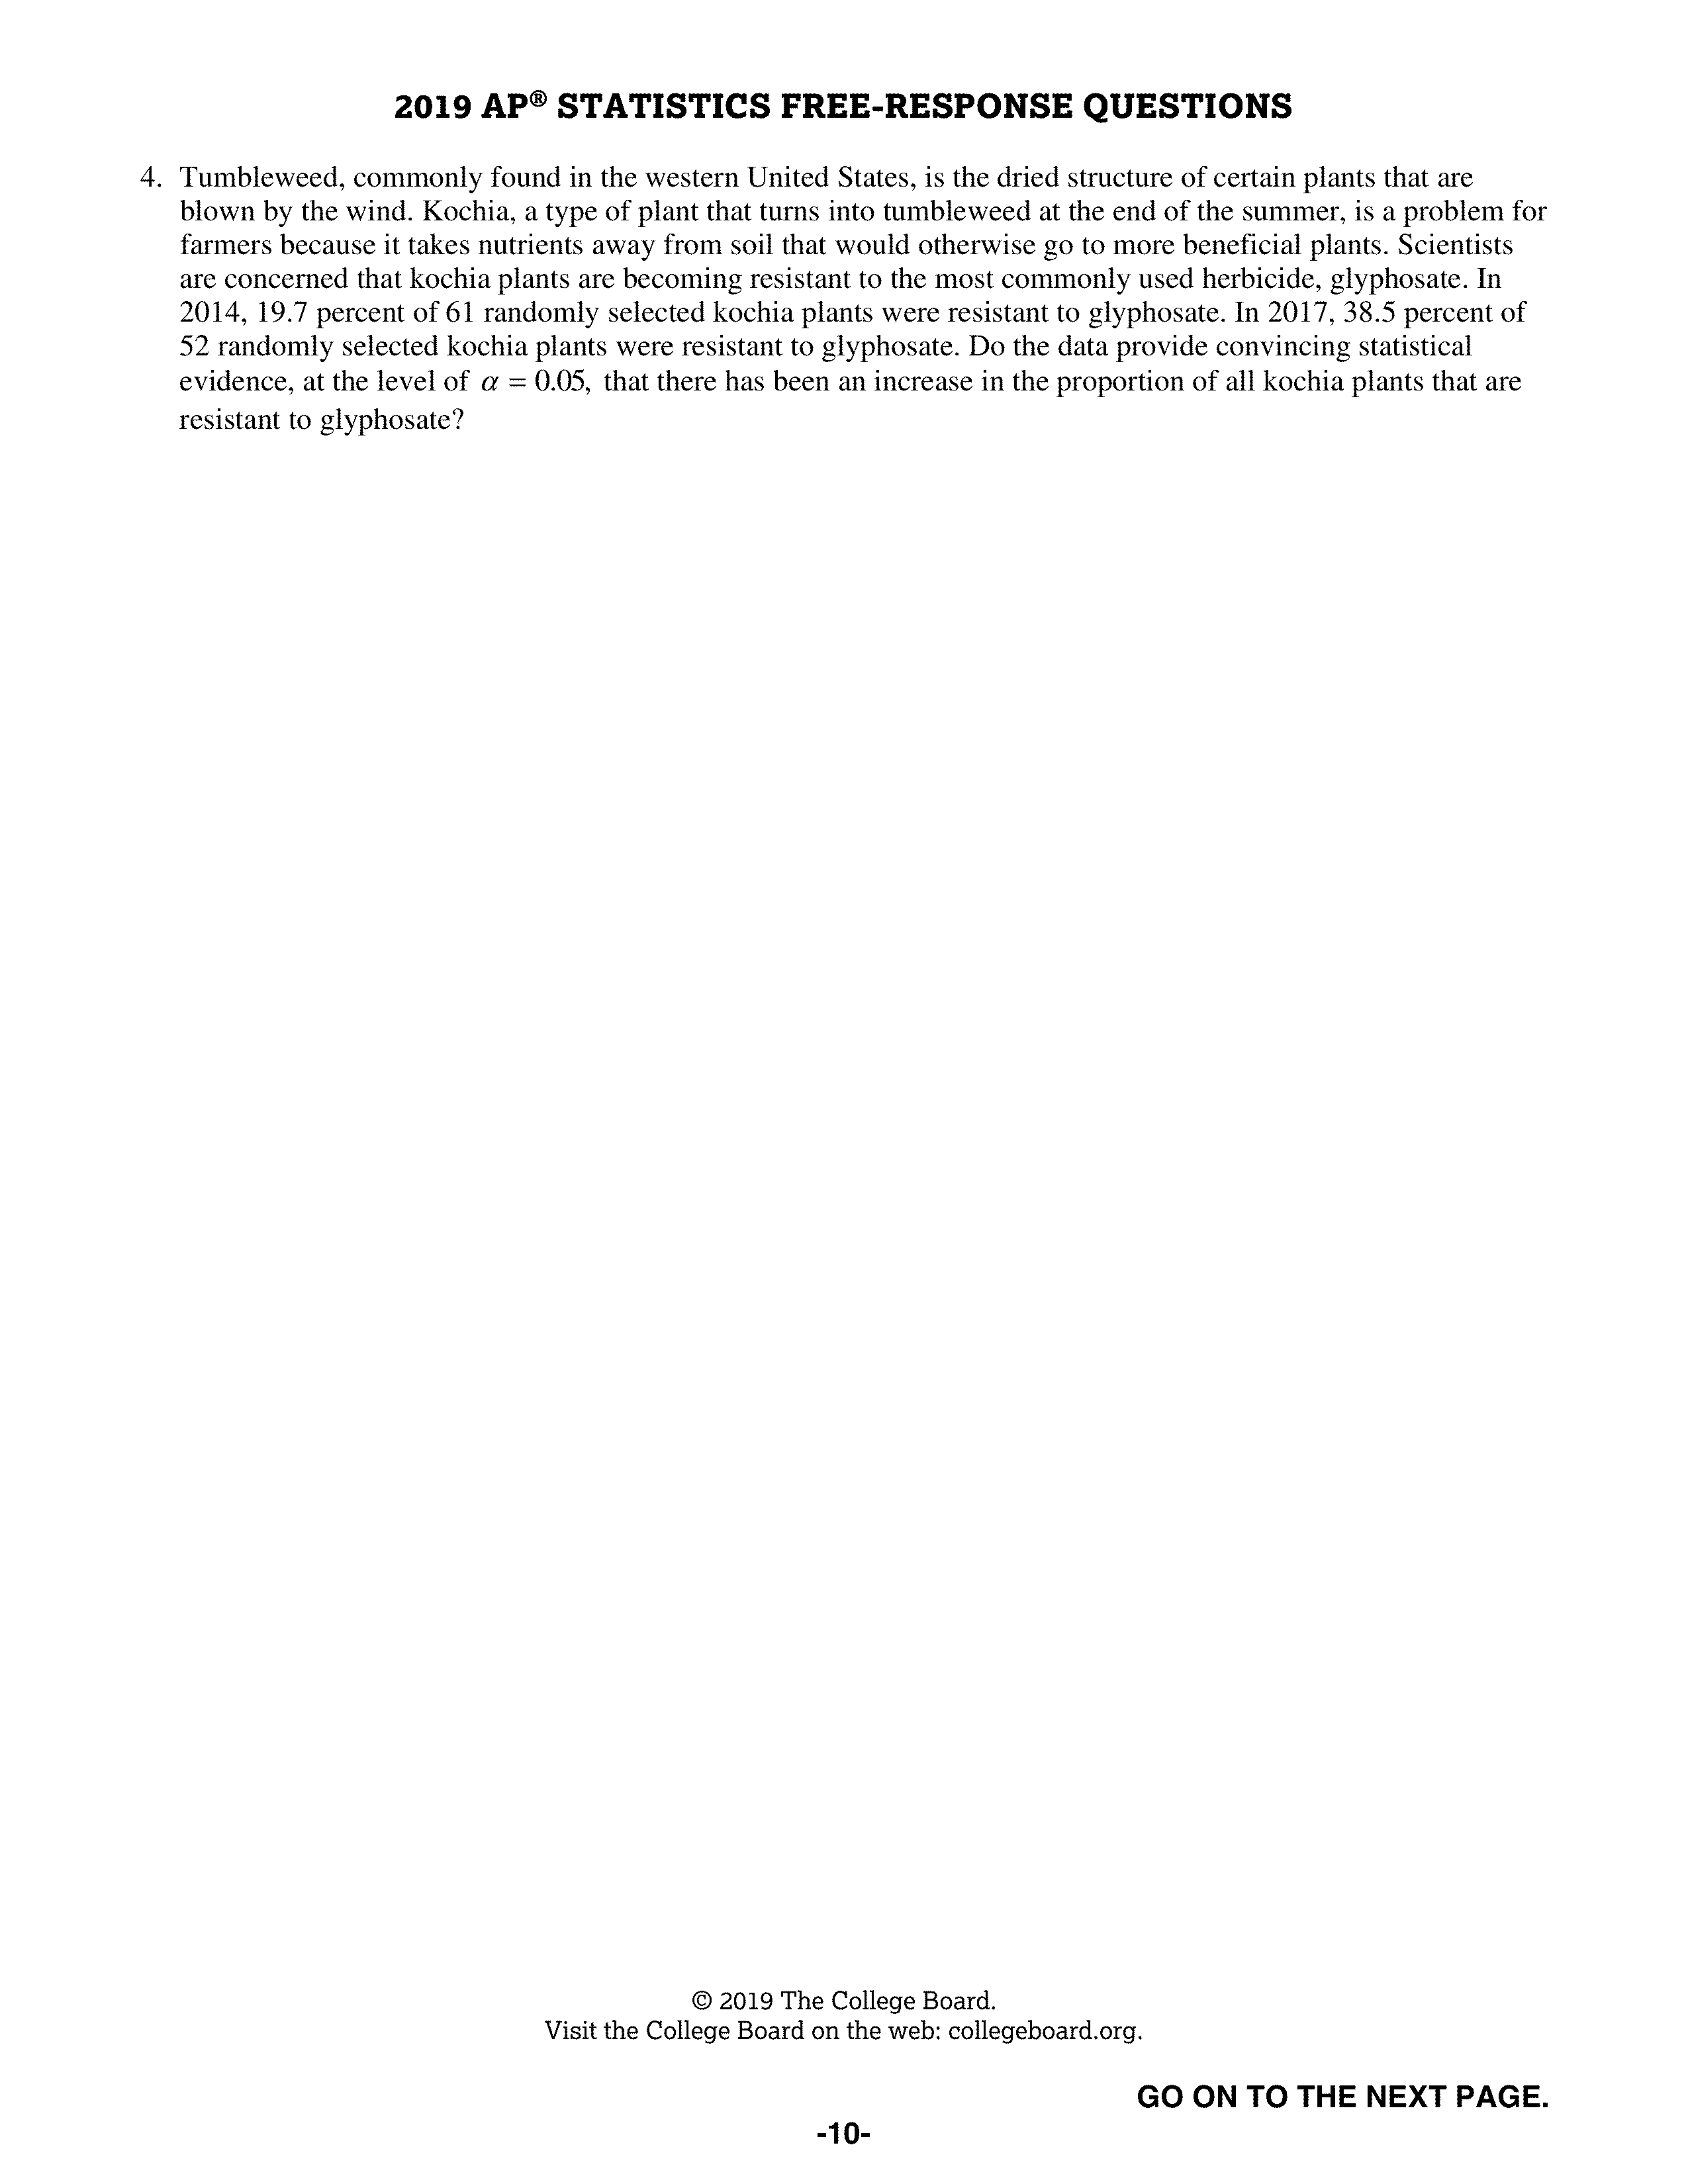 2019 AP® STATISTICS FREE-RESPONSE QUESTIONS
4. Tumbleweed, commonly found in the western United States, is the dried structure of certain plants that are
blown by the wind. Kochia, a type of plant that turns into tumbleweed at the end of the summer, is a problem for
farmers because it takes nutrients away from soil that would otherwise go to more beneficial plants. Scientists
are concerned that kochia plants are becoming resistant to the most commonly used herbicide, glyphosate. In
2014, 19.7 percent of 61 randomly selected kochia plants were resistant to glyphosate. In 2017, 38.5 percent of
52 randomly selected kochia plants were resistant to glyphosate. Do the data provide convincing statistical
evidence, at the level of α = 0.05, that there has been an increase in the proportion of all kochia plants that are
resistant to glyphosate?
© 2019 The College Board.
Visit the College Board on the web: collegeboard.org.
GO ON TO THE NEXT PAGE.
-10-